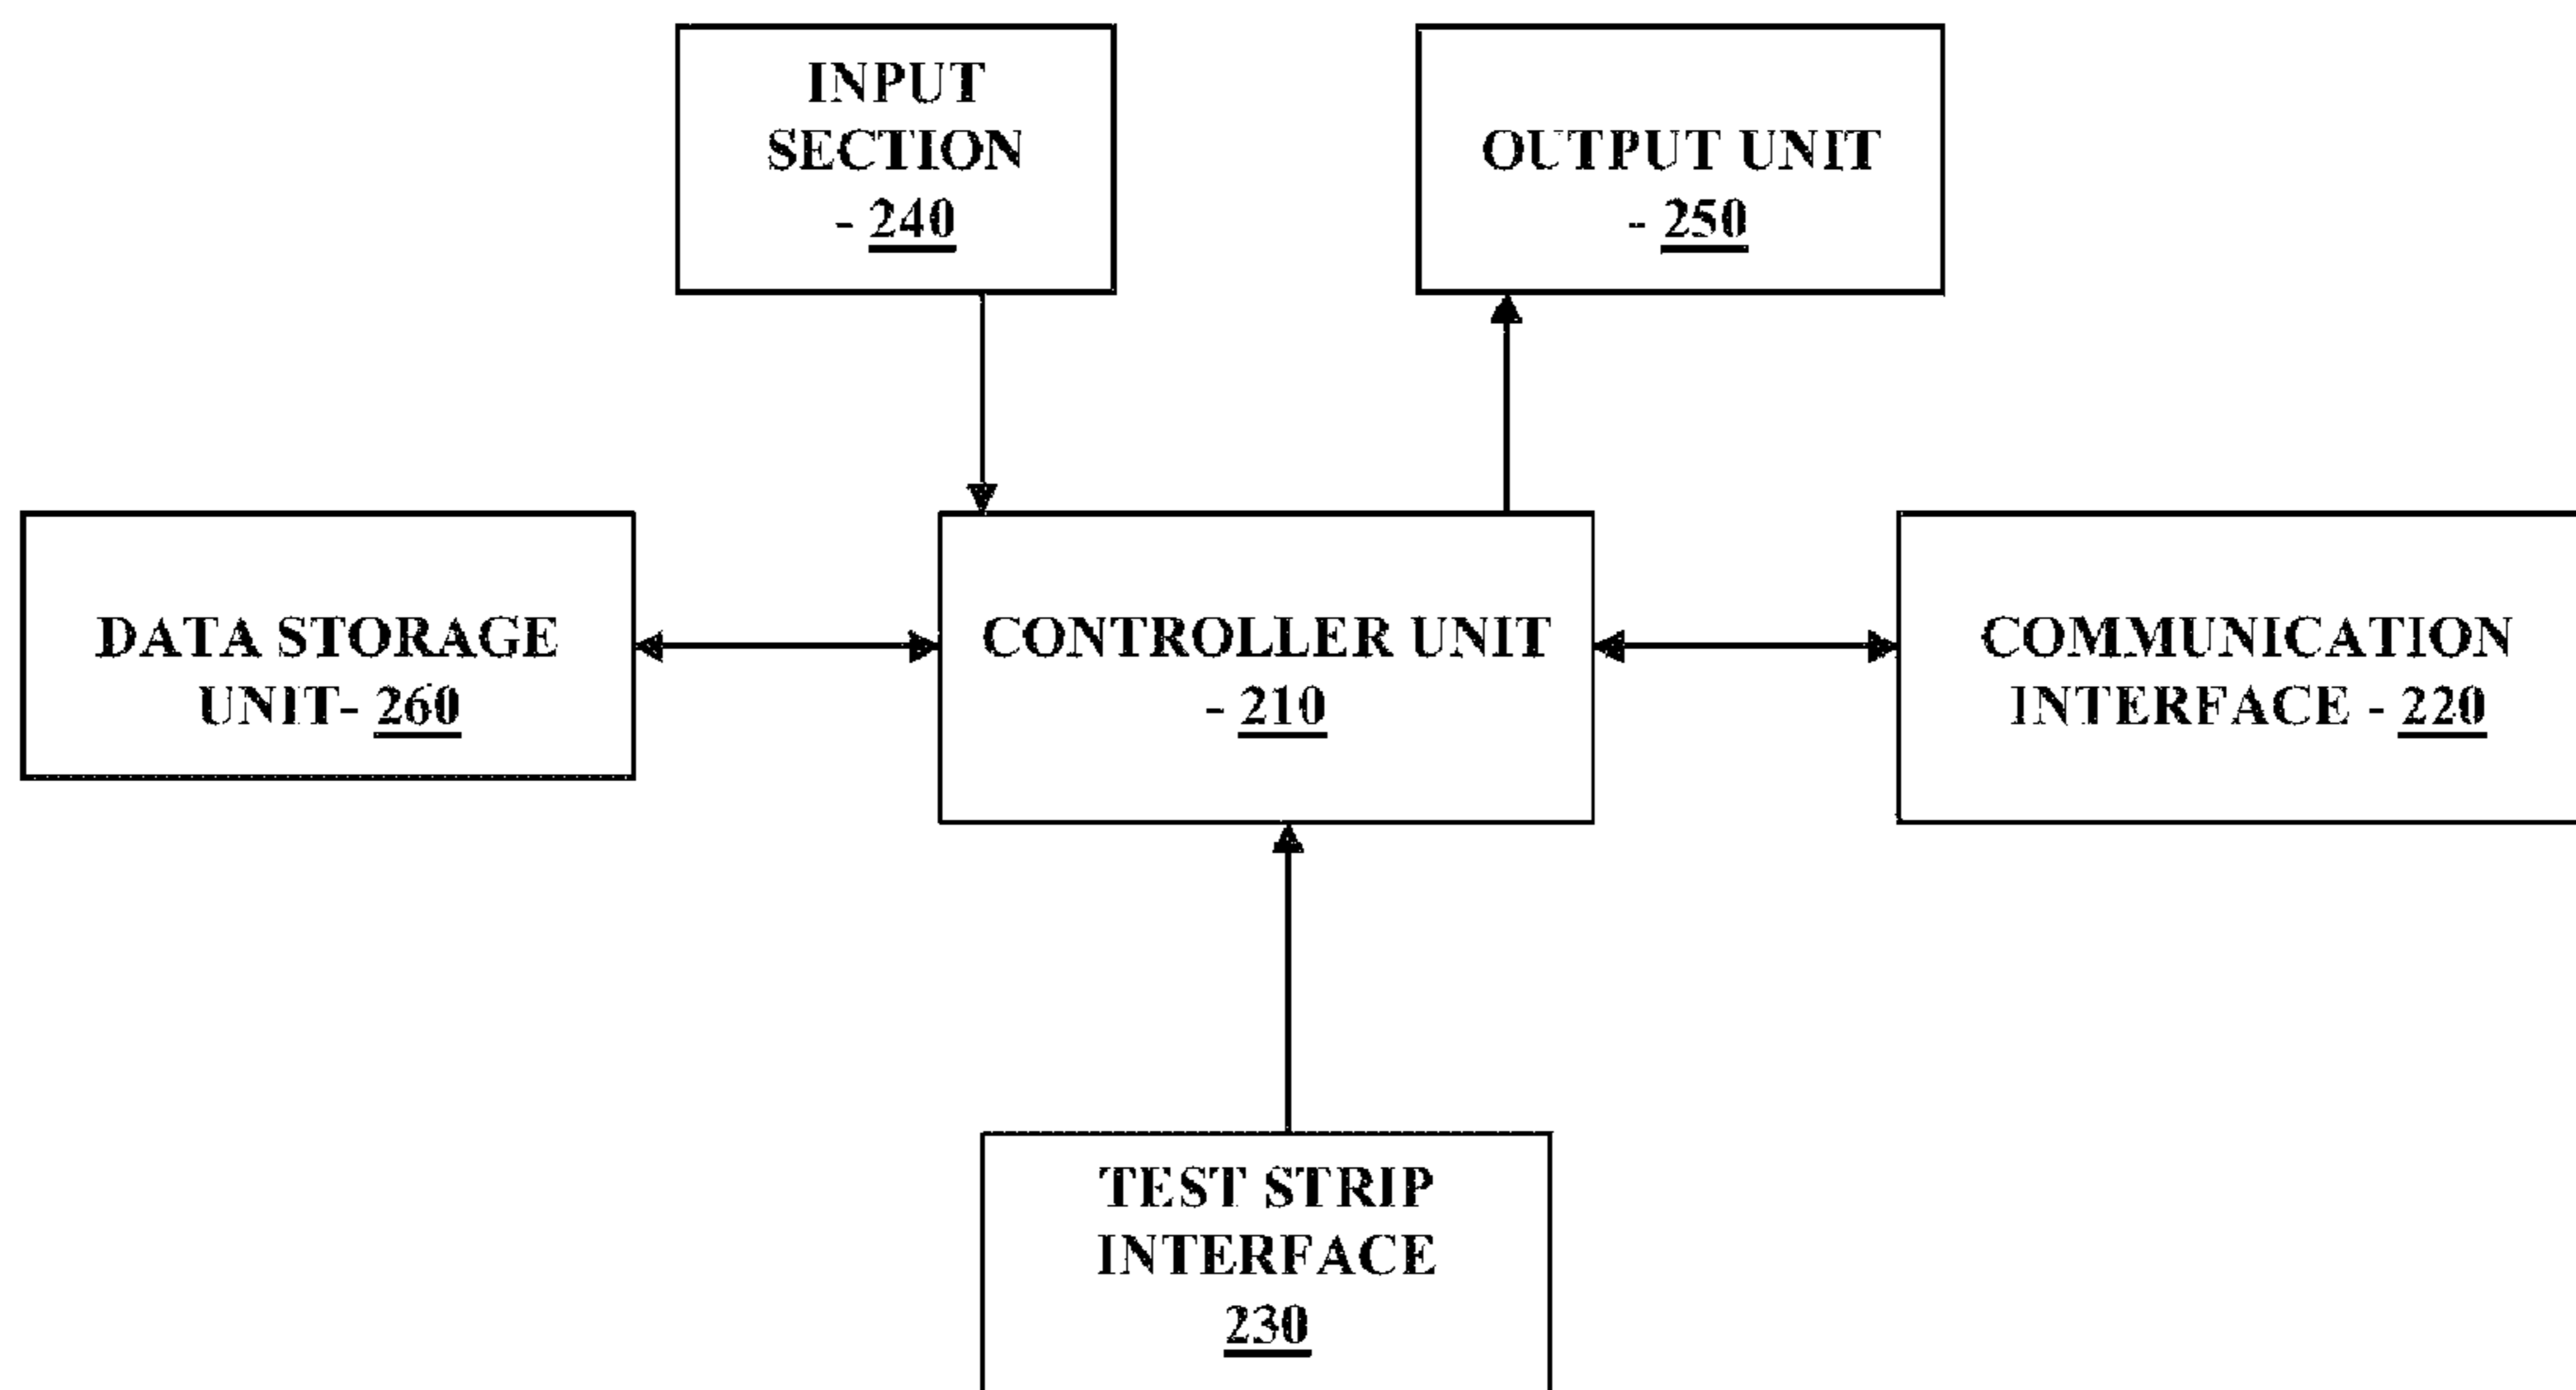 INPUT
SECTION
- 240
OUTPUT UNIT
- 250
DATA STORAGE
UNIT- 260
CONTROLLER UNIT
- 210
COMMUNICATION
INTERFACE - 220
TEST STRIP
INTERFACE
230